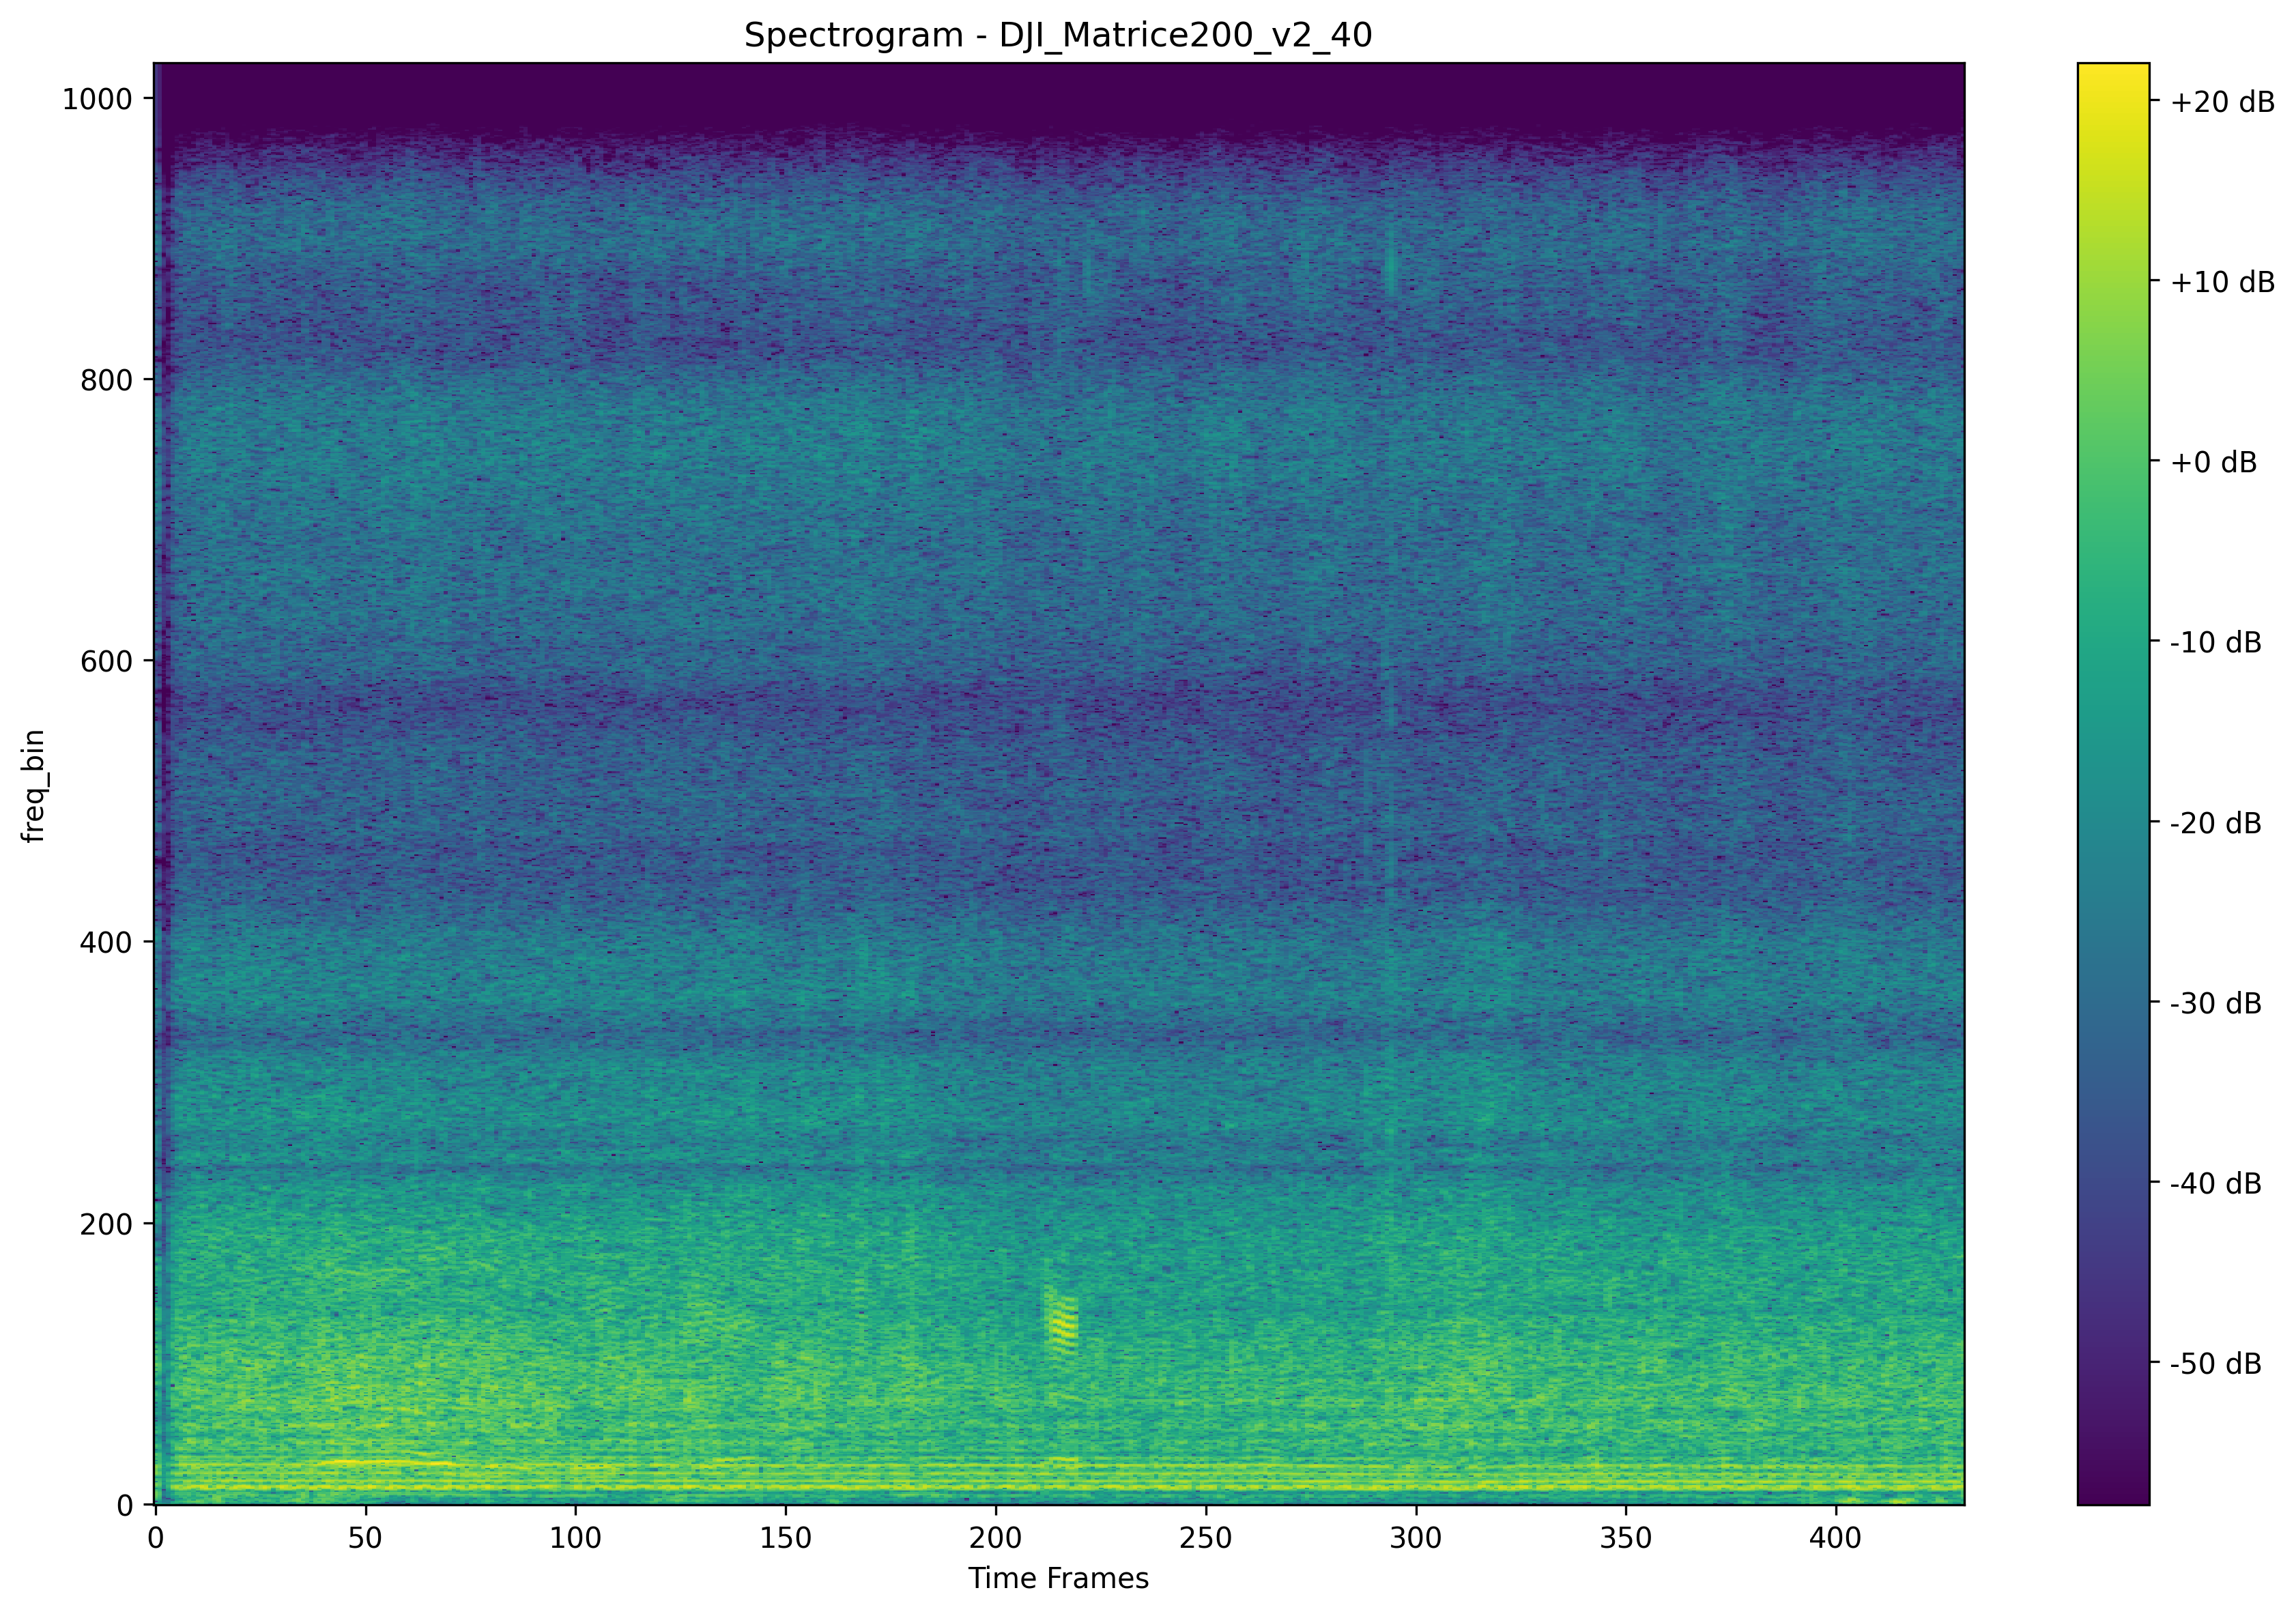 Spectrogram - DJI_Matrice200_v2_40
1000
800
600
400
200
0
freq_bin
0 50 100 150 200 250 300 350 400
Time Frames
+20 dB
+10 dB
+0 dB
-10 dB
-20 dB
-30 dB
-40 dB
-50 dB